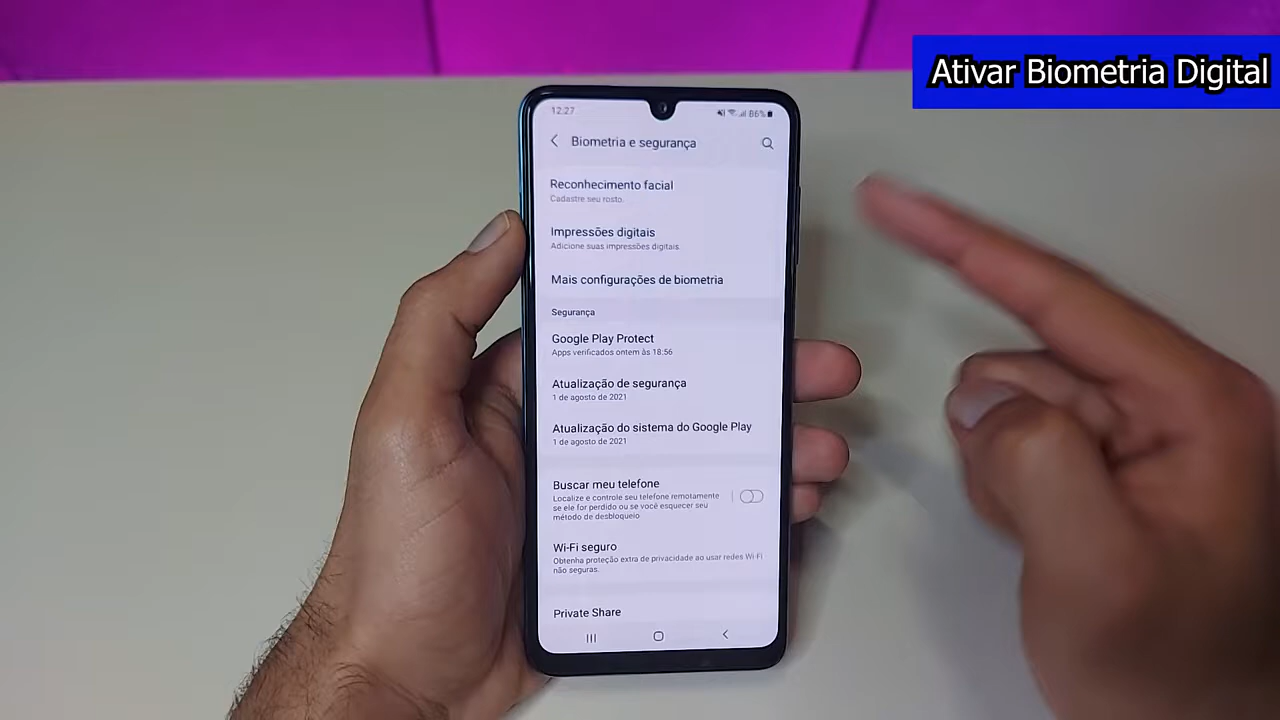 Ativar Biometria Digital
12:27
86%
Biometria e segurança
Reconhecimento facial
Cadastre seu rosto.
Impressões digitais
Adicione suas impressões digitais.
Mais configurações de biometria
Segurança
Google Play Protect
Apps verificados ontem às 18:56
Atualização de segurança
1 de agosto de 2021
Atualização do sistema do Google Play
1 de agosto de 2021
Buscar meu telefone
Localize e controle seu telefone remotamente
se ele for perdido ou se você esquecer seu
método de desbloqueio
Wi-Fi seguro
Obtenha proteção extra de privacidade ao usar redes Wi-Fi
não seguras.
Private Share